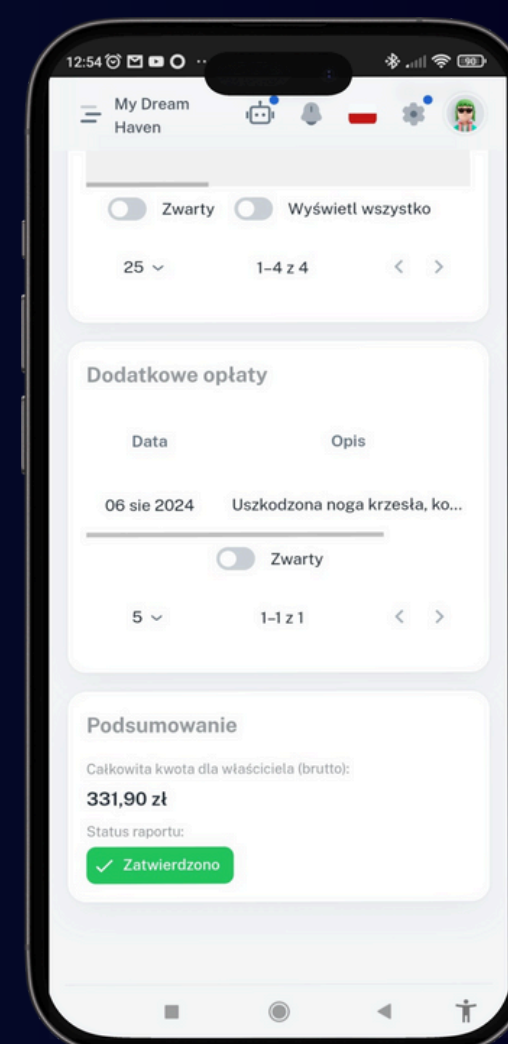 12:54
90
My Dream
Haven
Zwarty Wyświetl wszystko
25 1–4 z 4
Dodatkowe opłaty
Data Opis
06 sie 2024 Uszkodzona noga krzesła, ko...
Zwarty
5 1–1 z 1
Podsumowanie
Całkowita kwota dla właściciela (brutto):
331,90 zł
Status raportu:
Zatwierdzono